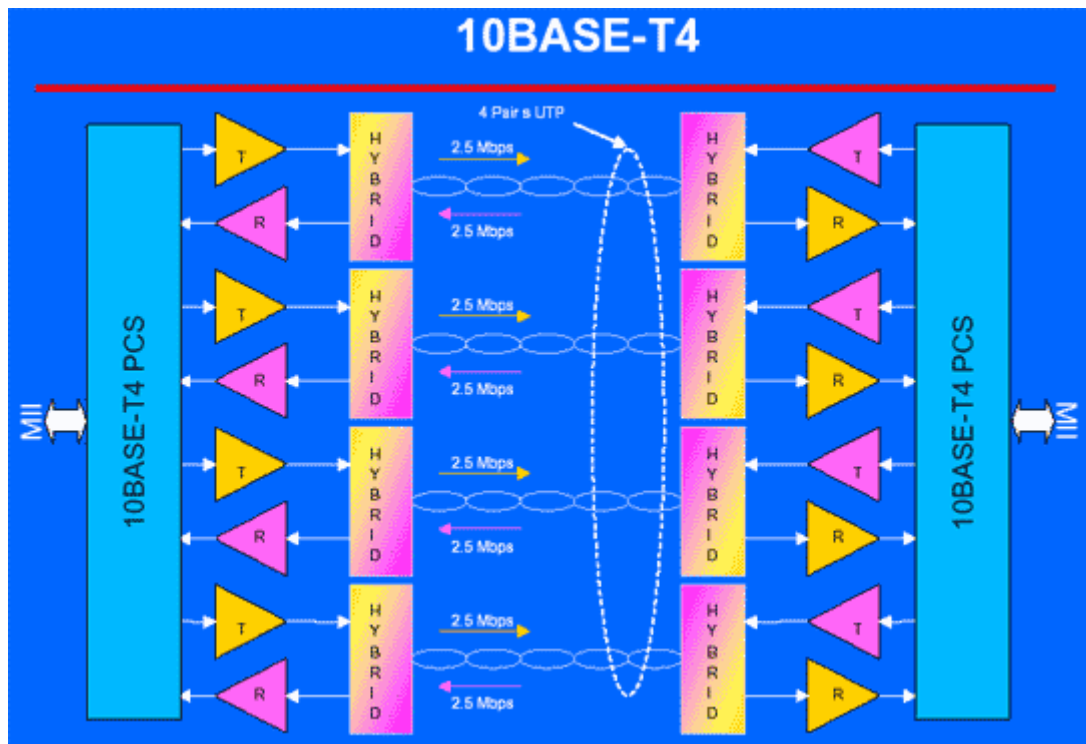 10BASE-T4
4 Pair s UTP
10BASE-T4 PCS
MII
T
R
T
R
T
R
T
R
HYBRID
HYBRID
HYBRID
HYBRID
2.5 Mbps
2.5 Mbps
2.5 Mbps
2.5 Mbps
2.5 Mbps
2.5 Mbps
2.5 Mbps
2.5 Mbps
HYBRID
HYBRID
HYBRID
HYBRID
T
R
T
R
T
R
T
R
10BASE-T4 PCS
MII